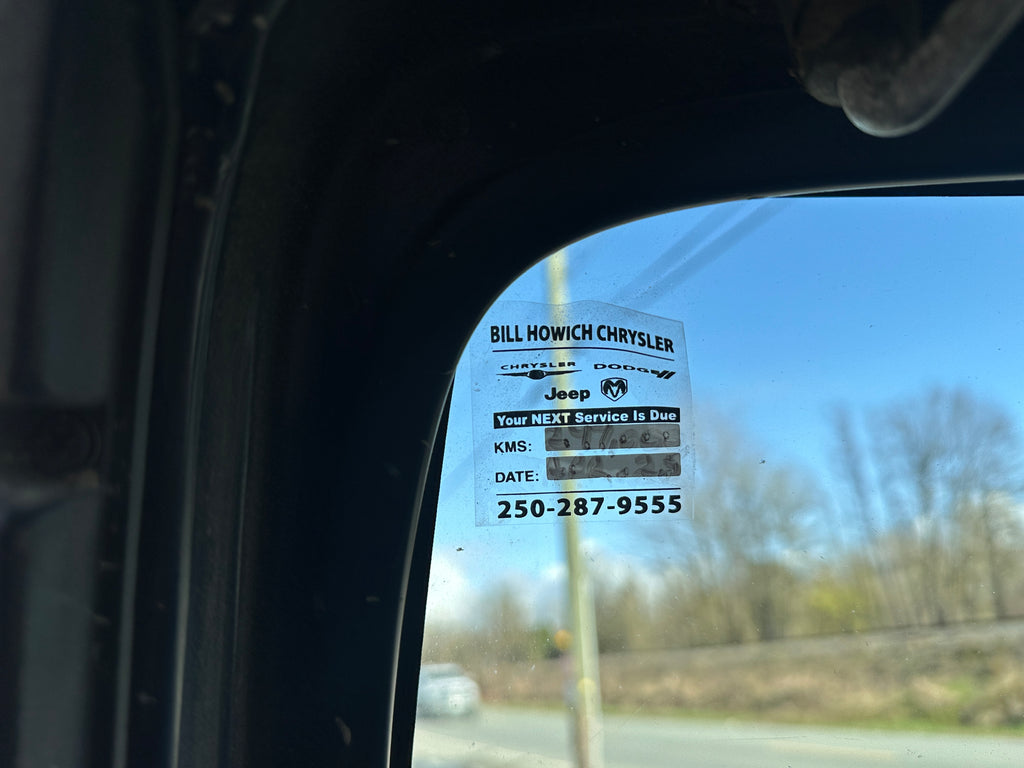 BILL HOWICH CHRYSLER
CHRYSLER DODGE
Jeep
Your NEXT Service Is Due
KMS:
DATE:
250-287-9555